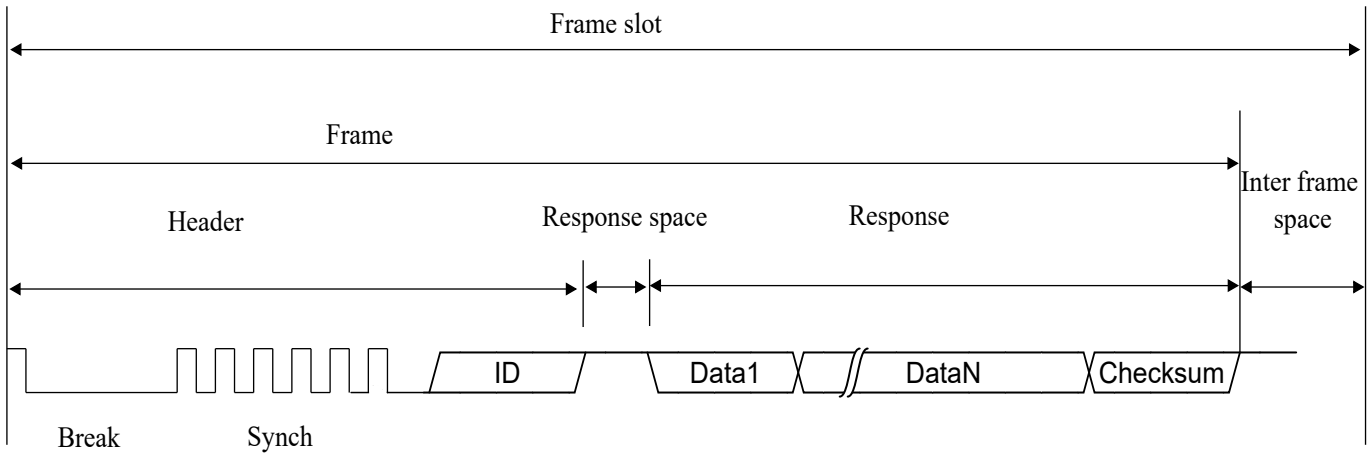 Frame slot
Frame
Inter frame
space
Header
Response space
Response
ID
Data1
DataN
Checksum
Break
Synch